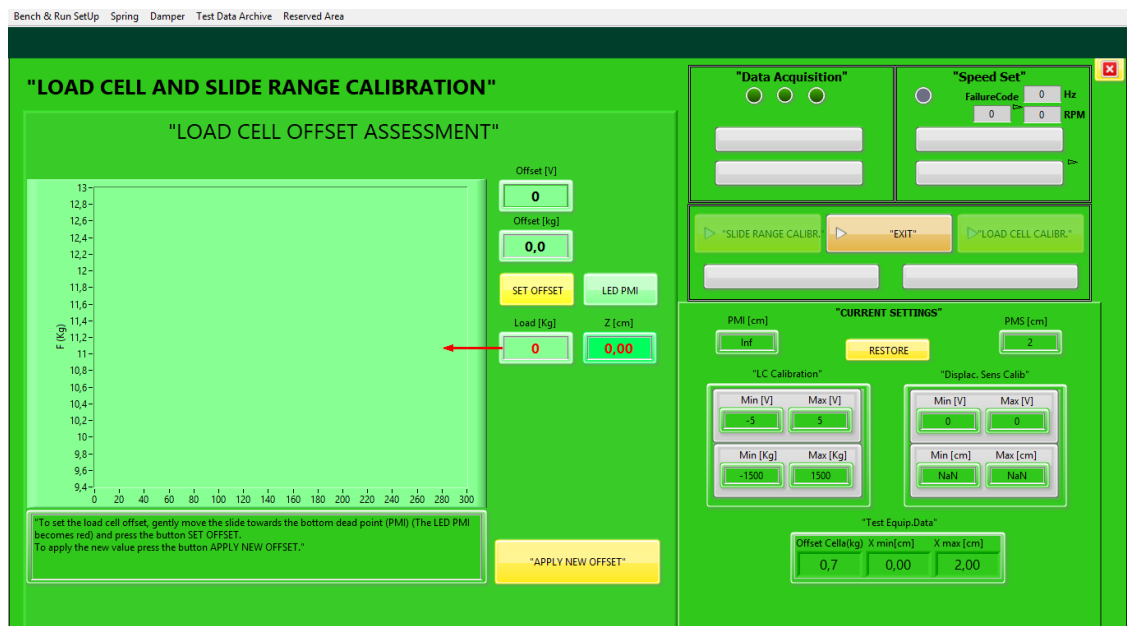 Bench & Run SetUp Spring Damper Test Data Archive Reserved Area
"LOAD CELL AND SLIDE RANGE CALIBRATION"
"LOAD CELL OFFSET ASSESSMENT"
Offset [V]
0
Offset [kg]
0,0
SET OFFSET LED PMI
Load [Kg] Z [cm]
0 0,00
F (Kg)
13
12,8
12,6
12,4
12,2
12
11,8
11,6
11,4
11,2
11
10,8
10,6
10,4
10,2
10
9,8
9,6
9,4
0 20 40 60 80 100 120 140 160 180 200 220 240 260 280 300
"To set the load cell offset, gently move the slide towards the bottom dead point (PMI) (The LED PMI
becomes red) and press the button SET OFFSET.
To apply the new value press the button APPLY NEW OFFSET."
"APPLY NEW OFFSET"
"Data Acquisition"
"Speed Set"
FailureCode 0 Hz
0 0 RPM
"SLIDE RANGE CALIBR." "EXIT" "LOAD CELL CALIBR."
"CURRENT SETTINGS"
PMI [cm] PMS [cm]
Inf 2
RESTORE
"LC Calibration" "Displac. Sens Calib"
Min [V] Max [V] Min [V] Max [V]
-5 5 0 0
Min [Kg] Max [Kg] Min [cm] Max [cm]
-1500 1500 NaN NaN
"Test Equip.Data"
Offset Cella(kg) X min[cm] X max [cm]
0,7 0,00 2,00